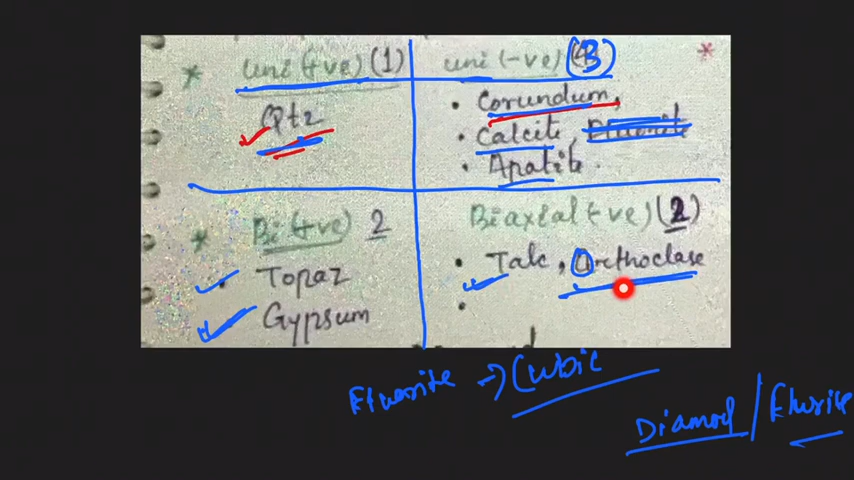 * uni (+ve) (1)
Qtz
uni (-ve) (3) *
• Corundum,
• Calcite,
• Apatite.
* Bi (+ve) 2
• Topaz
Gypsum
Biaxial (-ve) (2)
• Talc, Orthoclase
•
Fluorite → Cubic
Diamod / Fluorite